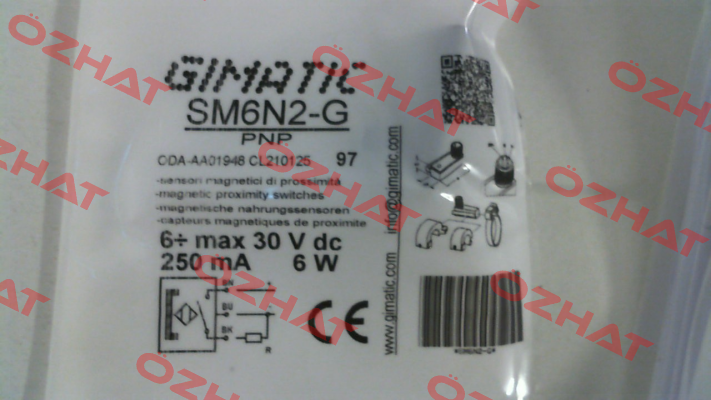 GIMATIC
SM6N2-G
PNP
ODA-AA01948 CL210125 97
-sensori magnetici di prossimità
-magnetic proximity switches
-magnetische nahrungssensoren
-capteurs magnetiques de proximite
6÷ max 30 V dc
250 mA 6 W
BN +
BU -
BK
R
CE
www.gimatic.com
info@gimatic.com
*SM6N2-G*
ÖZHAT
ÖZHAT
ÖZHAT
ÖZHAT
ÖZHAT
ÖZHAT
ÖZHAT
ÖZHAT
ÖZHAT